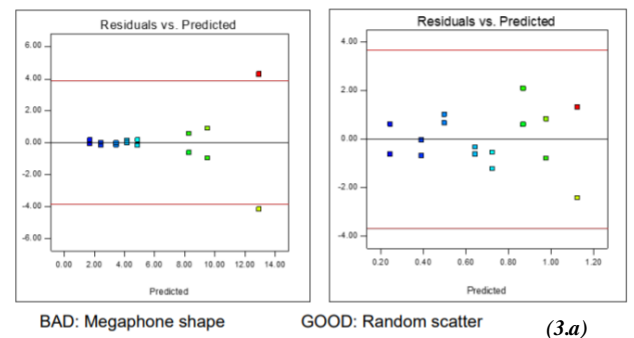 Residuals vs. Predicted
6.00
4.00
2.00
0.00
-2.00
-4.00
-6.00
0.00 2.00 4.00 6.00 8.00 10.00 12.00 14.00
Predicted
Residuals vs. Predicted
4.00
2.00
0.00
-2.00
-4.00
0.20 0.40 0.60 0.80 1.00 1.20
Predicted
BAD: Megaphone shape
GOOD: Random scatter
(3.a)